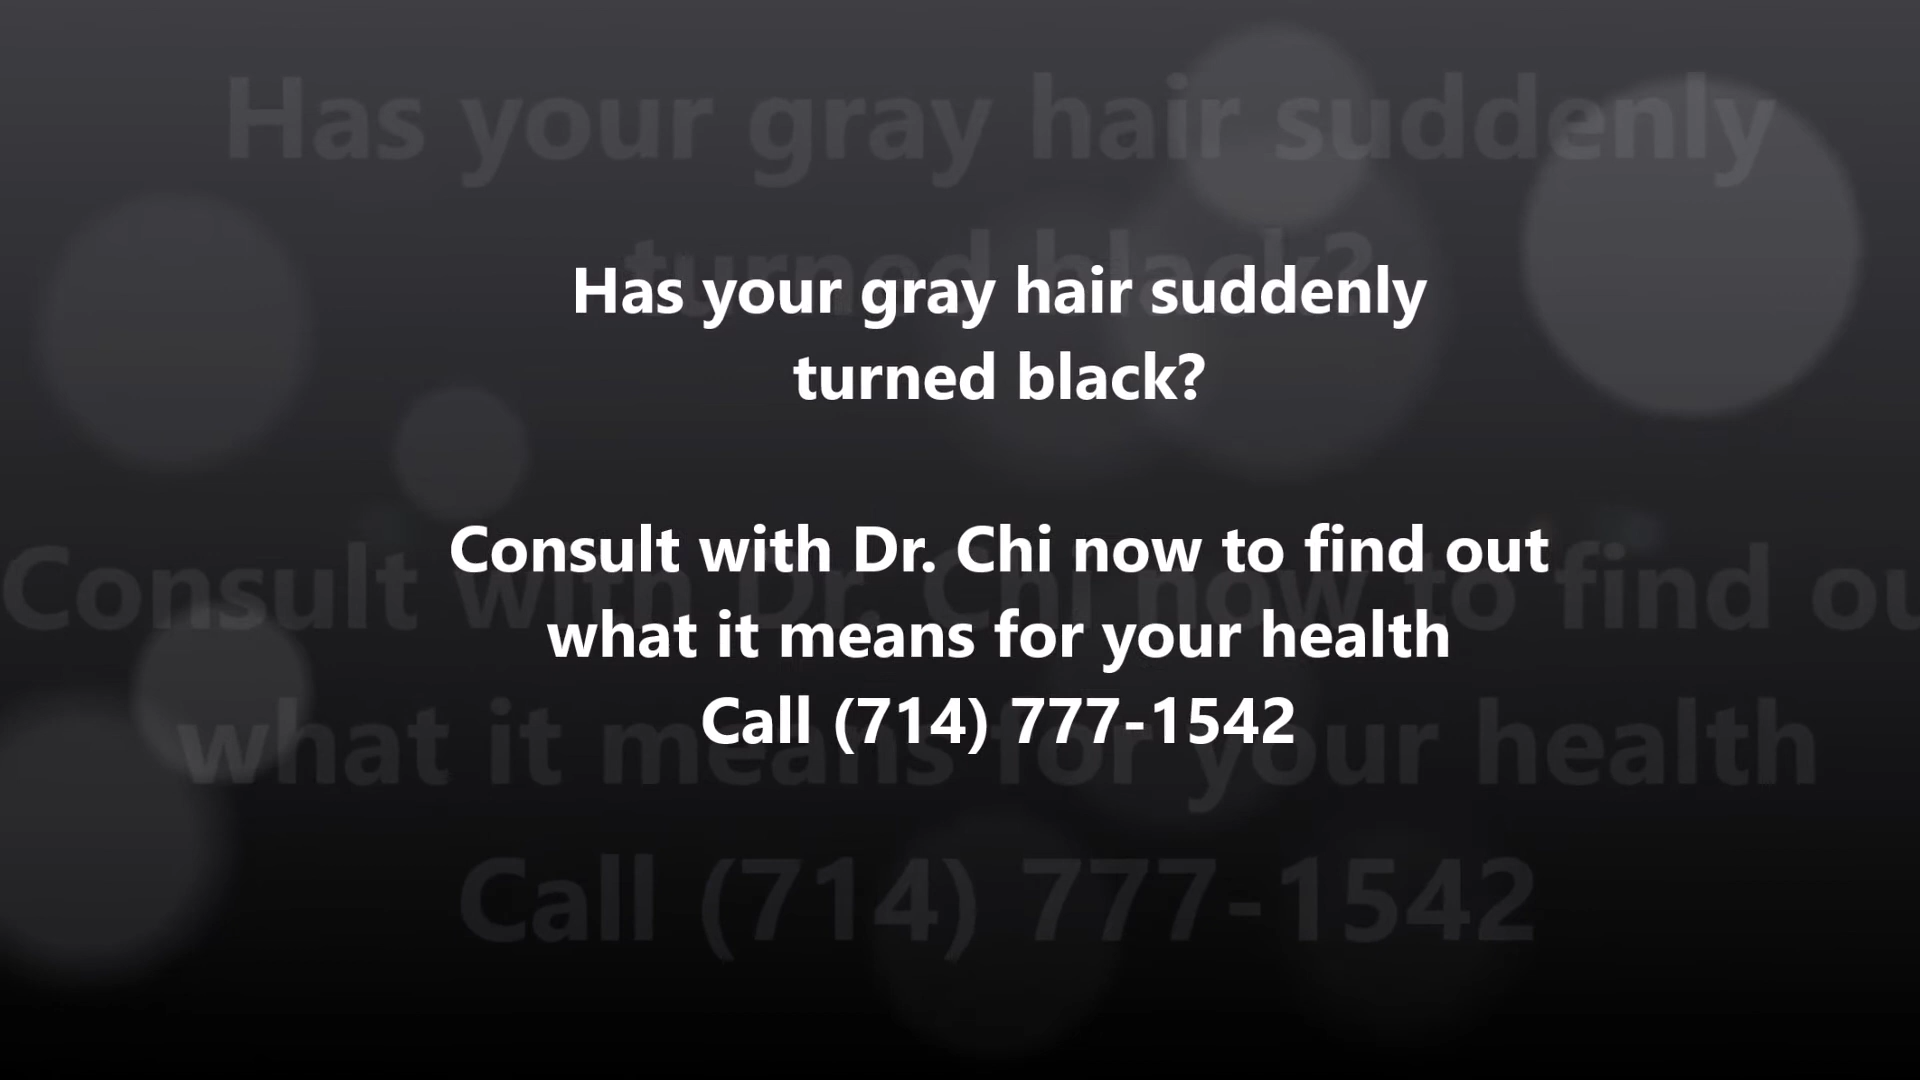 Has your gray hair suddenly
turned black?
Consult with Dr. Chi now to find out
what it means for your health
Call (714) 777-1542